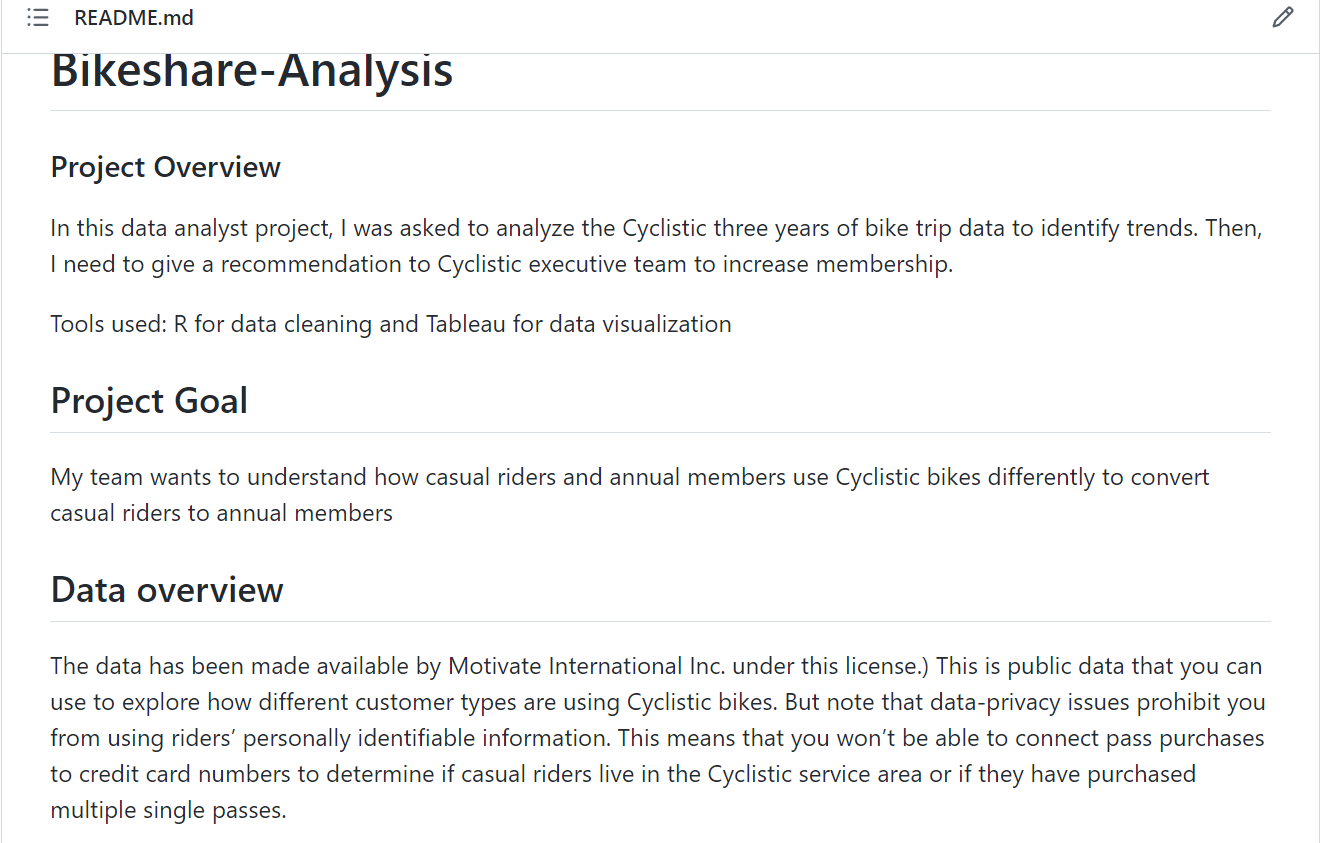 README.md
Bikeshare-Analysis
Project Overview
In this data analyst project, I was asked to analyze the Cyclistic three years of bike trip data to identify trends. Then,
I need to give a recommendation to Cyclistic executive team to increase membership.
Tools used: R for data cleaning and Tableau for data visualization
Project Goal
My team wants to understand how casual riders and annual members use Cyclistic bikes differently to convert
casual riders to annual members
Data overview
The data has been made available by Motivate International Inc. under this license.) This is public data that you can
use to explore how different customer types are using Cyclistic bikes. But note that data-privacy issues prohibit you
from using riders’ personally identifiable information. This means that you won’t be able to connect pass purchases
to credit card numbers to determine if casual riders live in the Cyclistic service area or if they have purchased
multiple single passes.